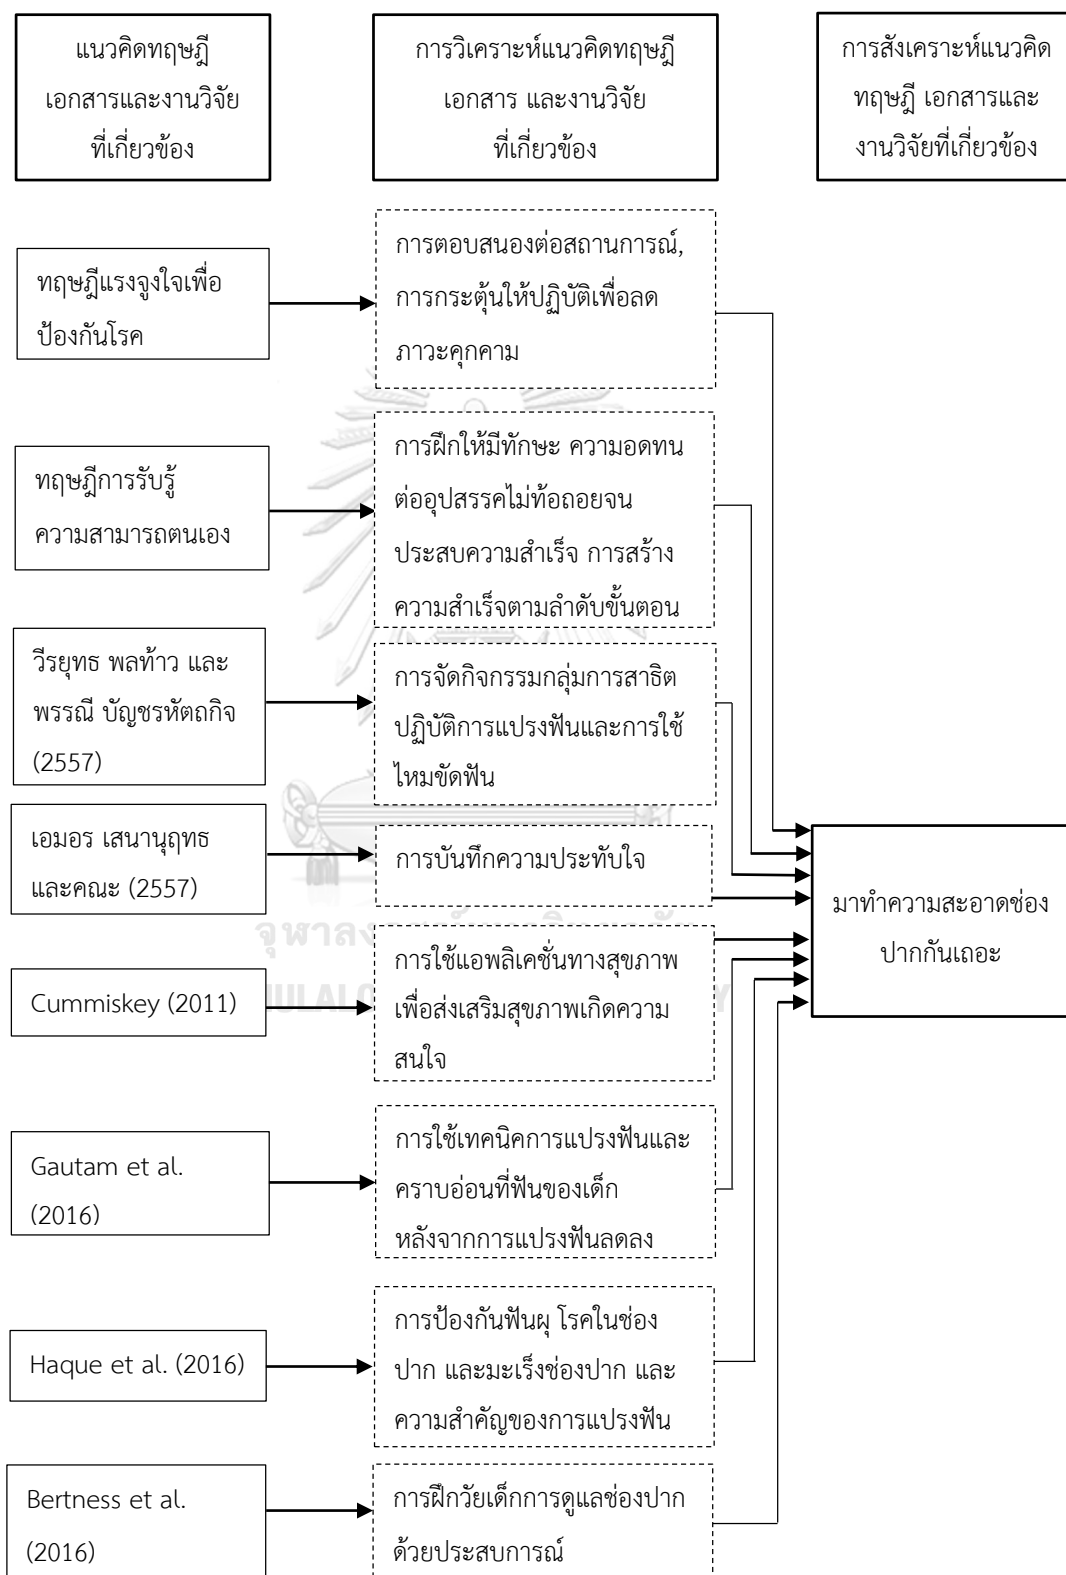 แนวคิดทฤษฎี
เอกสารและงานวิจัย
ที่เกี่ยวข้อง
การวิเคราะห์แนวคิดทฤษฎี
เอกสาร และงานวิจัย
ที่เกี่ยวข้อง
การสังเคราะห์แนวคิด
ทฤษฎี เอกสารและ
งานวิจัยที่เกี่ยวข้อง
ทฤษฎีแรงจูงใจเพื่อ
ป้องกันโรค
การตอบสนองต่อสถานการณ์,
การกระตุ้นให้ปฏิบัติเพื่อลด
ภาวะคุกคาม
ทฤษฎีการรับรู้
ความสามารถตนเอง
การฝึกให้มีทักษะ ความอดทน
ต่ออุปสรรคไม่ท้อถอยจน
ประสบความสำเร็จ การสร้าง
ความสำเร็จตามลำดับขั้นตอน
วีรยุทธ พลท้าว และ
พรรณี บัญชรหัตถกิจ
(2557)
การจัดกิจกรรมกลุ่มการสาธิต
ปฏิบัติการแปรงฟันและการใช้
ไหมขัดฟัน
เอมอร เสนานุฤทธ
และคณะ (2557)
การบันทึกความประทับใจ
Cummiskey (2011)
การใช้แอพลิเคชั่นทางสุขภาพ
เพื่อส่งเสริมสุขภาพเกิดความ
สนใจ
Gautam et al.
(2016)
การใช้เทคนิคการแปรงฟันและ
คราบอ่อนที่ฟันของเด็ก
หลังจากการแปรงฟันลดลง
Haque et al. (2016)
การป้องกันฟันผุ โรคในช่อง
ปาก และมะเร็งช่องปาก และ
ความสำคัญของการแปรงฟัน
Bertness et al.
(2016)
การฝึกวัยเด็กการดูแลช่องปาก
ด้วยประสบการณ์
มาทำความสะอาดช่อง
ปากกันเถอะ